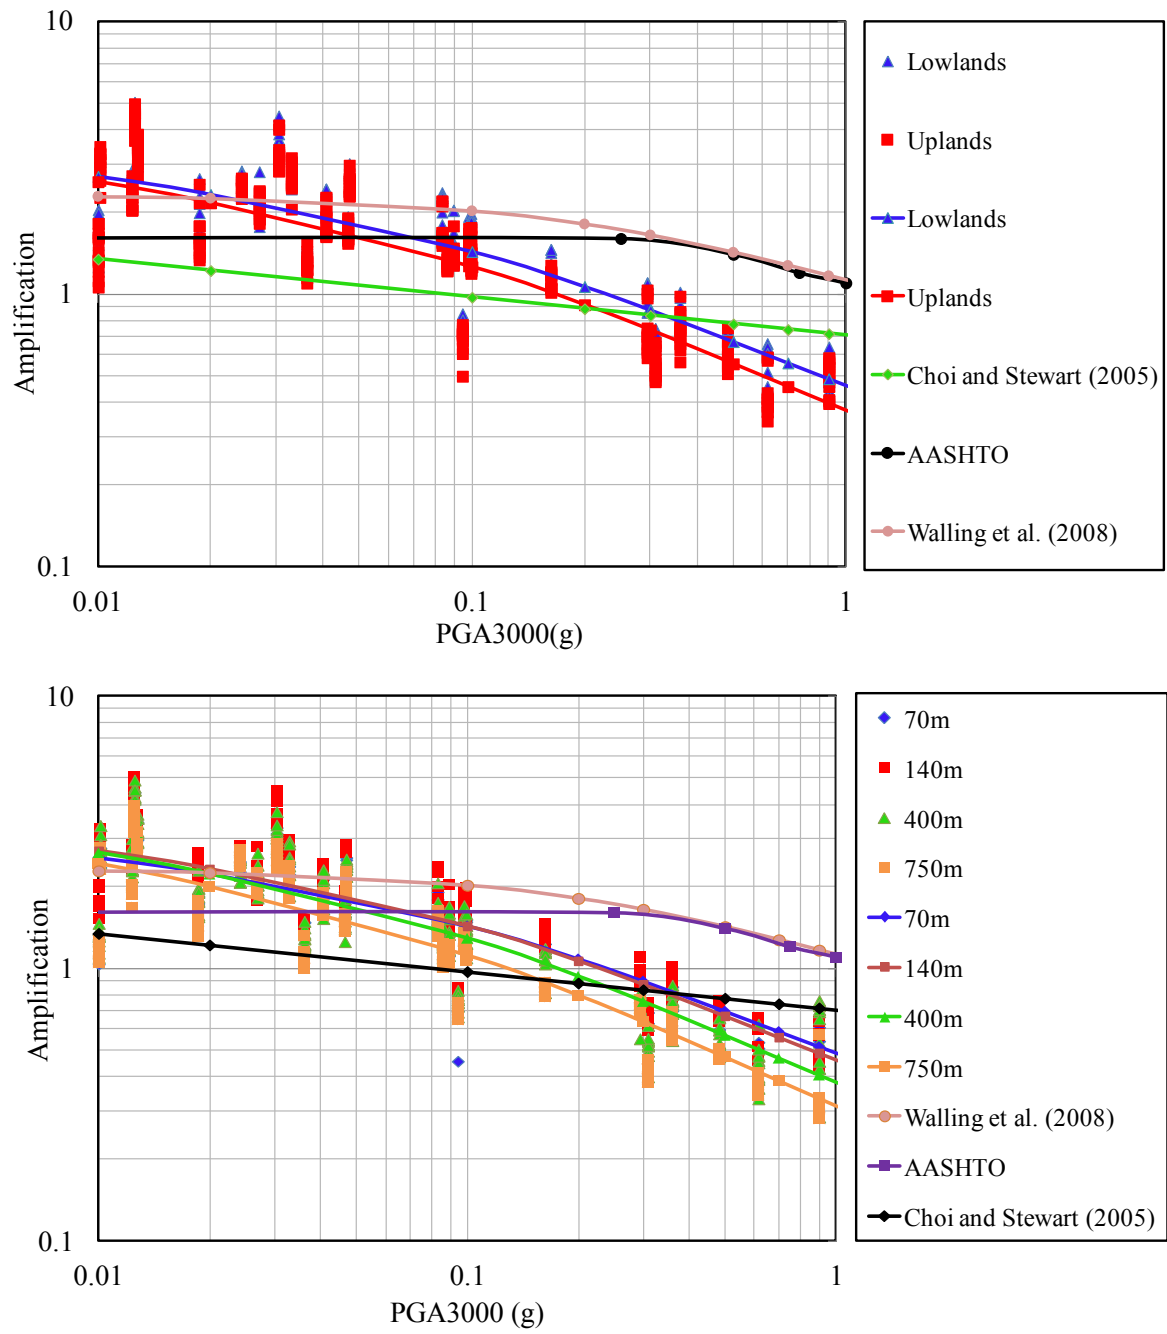 10
1
0.1
Amplification
0.01
0.1
1
PGA3000(g)
Lowlands
Uplands
Lowlands
Uplands
Choi and Stewart (2005)
AASHTO
Walling et al. (2008)
10
1
0.1
Amplification
0.01
0.1
1
PGA3000 (g)
70m
140m
400m
750m
70m
140m
400m
750m
Walling et al. (2008)
AASHTO
Choi and Stewart (2005)